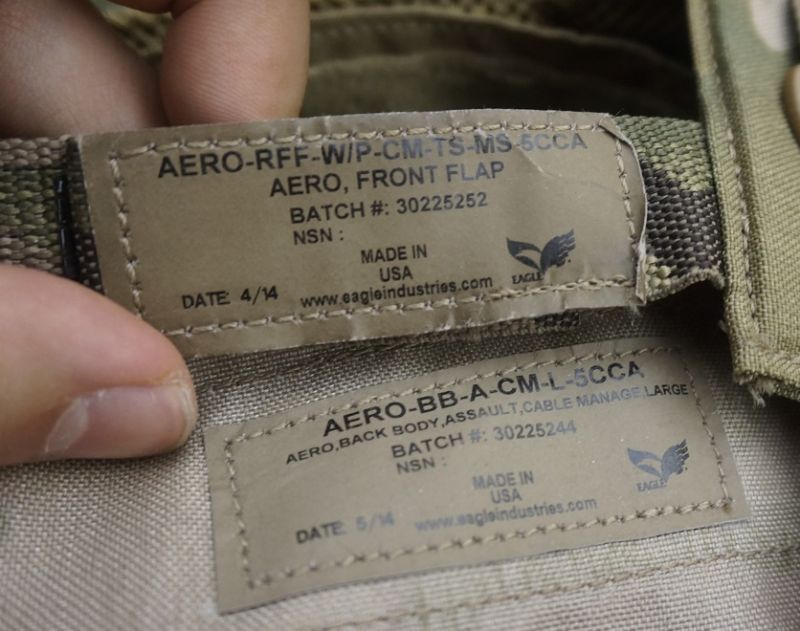 AERO-RFF-W/P-CM-TS-MS-5CCA
AERO, FRONT FLAP
BATCH #: 30225252
NSN :
MADE IN
USA
EAGLE
DATE: 4/14 www.eagleindustries.com
AERO-BB-A-CM-L-5CCA
AERO,BACK BODY,ASSAULT,CABLE MANAGE,LARGE
BATCH #: 30225244
NSN :
MADE IN
USA
EAGLE
DATE: 5/14 www.eagleindustries.com